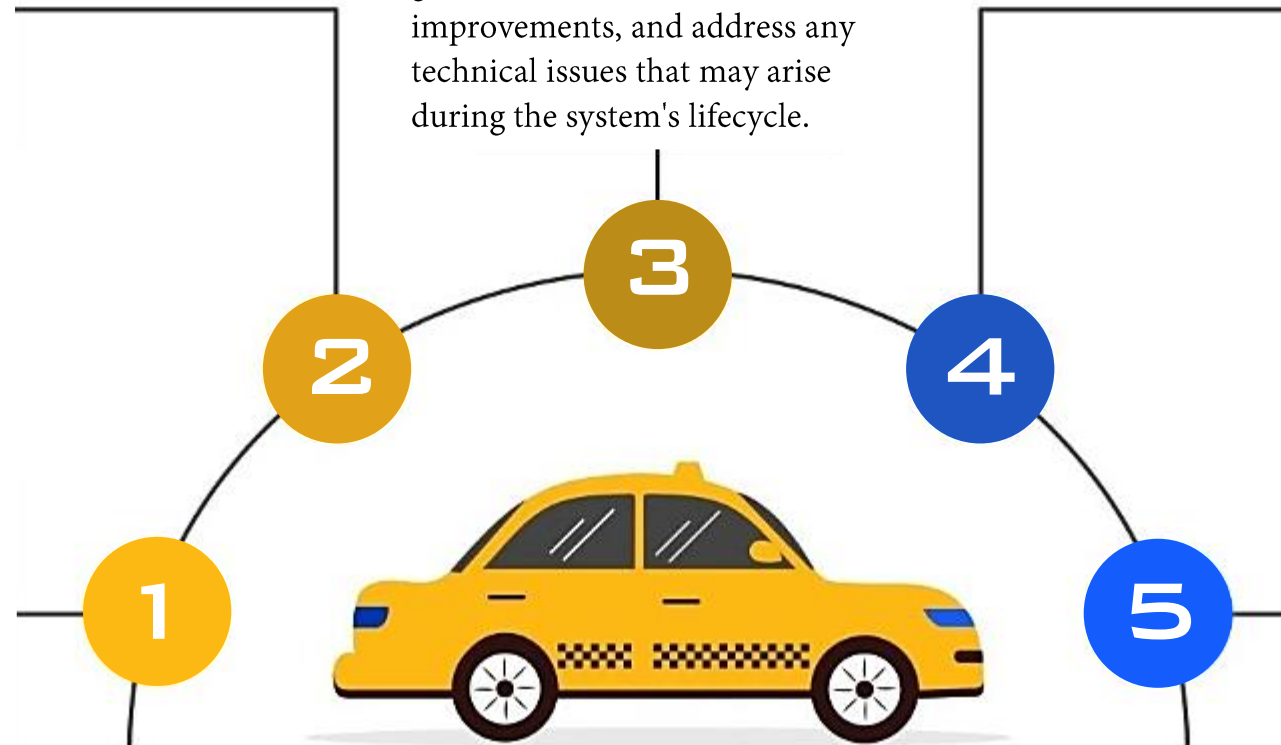 improvements, and address any
technical issues that may arise
during the system's lifecycle.
3
2
4
1
5